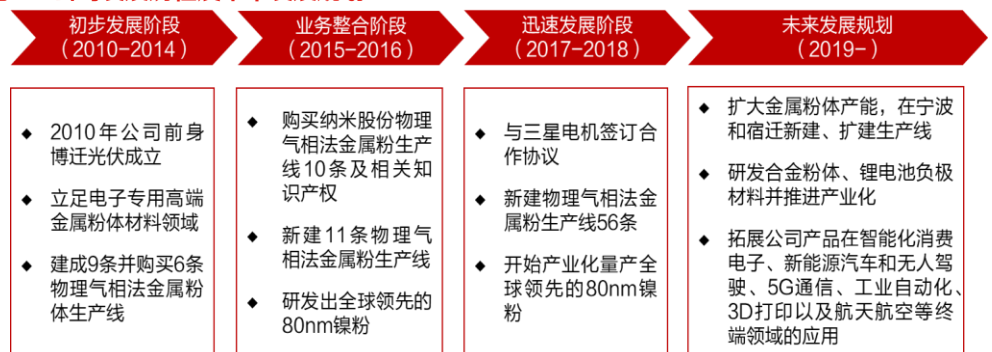 初步发展阶段
（2010-2014）
业务整合阶段
（2015-2016）
迅速发展阶段
（2017-2018）
未来发展规划
（2019-）
◆ 2010年公司前身
博迁光伏成立
◆ 立足电子专用高端
金属粉体材料领域
◆ 建成9条并购买6条
物理气相法金属粉
体生产线
◆ 购买纳米股份物理
气相法金属粉生产
线10条及相关知
识产权
◆ 新建11条物理气
相法金属粉生产线
◆ 研发出全球领先的
80nm镍粉
◆ 与三星电机签订合
作协议
◆ 新建物理气相法金
属粉生产线56条
◆ 开始产业化量产全
球领先的80nm镍
粉
◆ 扩大金属粉体产能，在宁波
和宿迁新建、扩建生产线
◆ 研发合金粉体、锂电池负极
材料并推进产业化
◆ 拓展公司产品在智能化消费
电子、新能源汽车和无人驾
驶、5G通信、工业自动化、
3D打印以及航天航空等终
端领域的应用